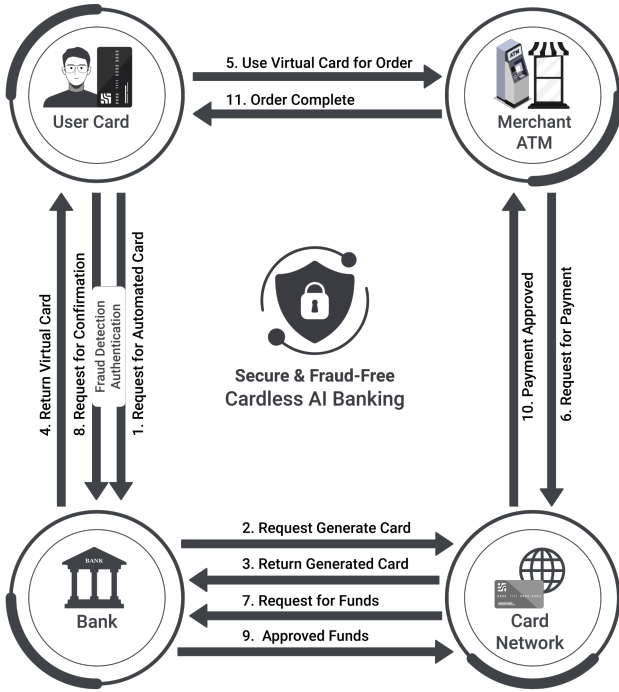 5. Use Virtual Card for Order
11. Order Complete
User Card
ATM
Merchant
ATM
4. Return Virtual Card
8. Request for Confirmation
Fraud Detection
Authentication
1. Request for Automated Card
Secure & Fraud-Free
Cardless AI Banking
10. Payment Approved
6. Request for Payment
2. Request Generate Card
3. Return Generated Card
7. Request for Funds
9. Approved Funds
BANK
Bank
Card
Network